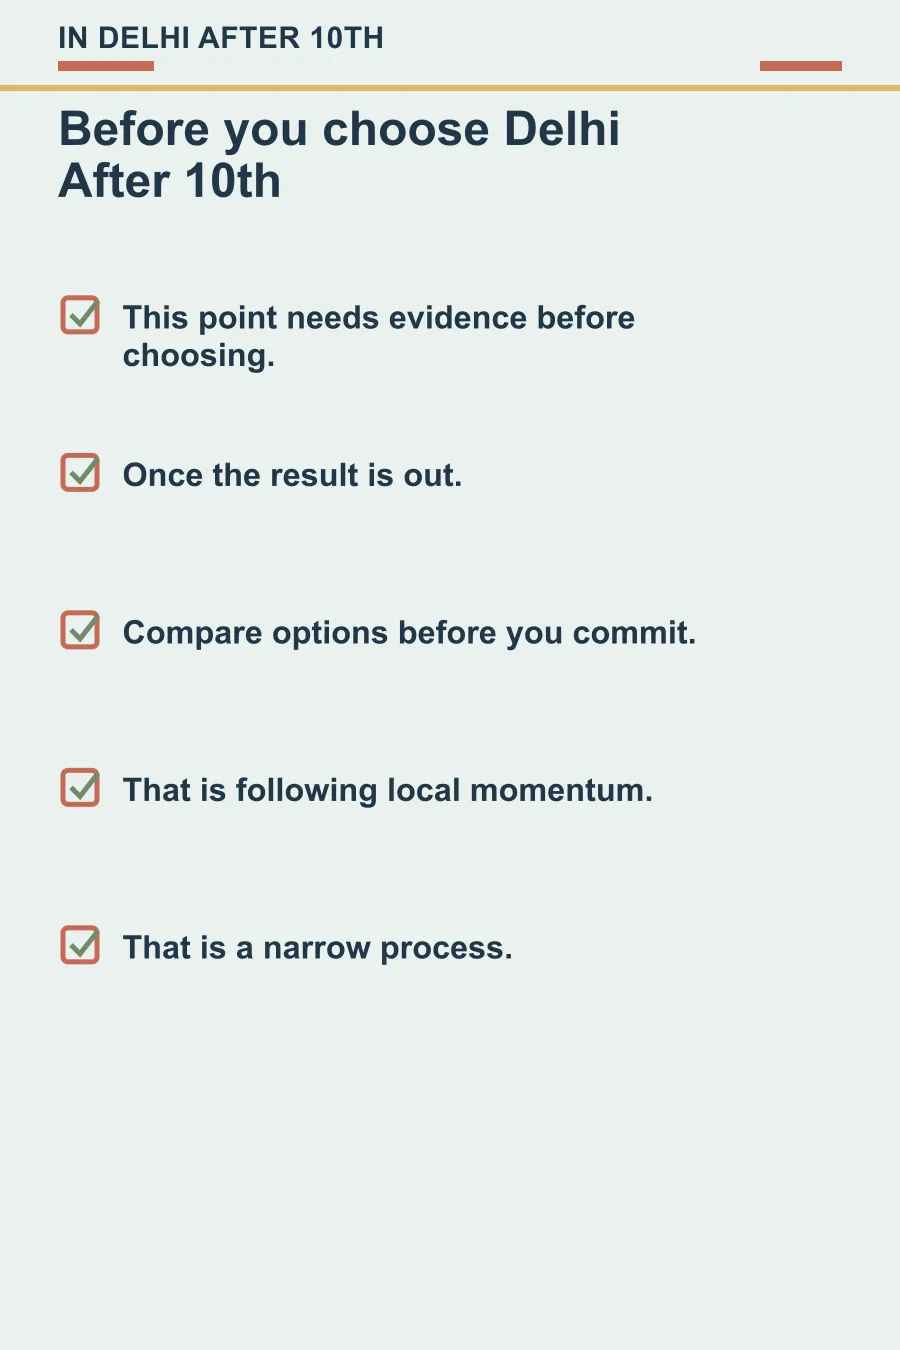 IN DELHI AFTER 10TH
Before you choose Delhi
After 10th
This point needs evidence before
choosing.
Once the result is out.
Compare options before you commit.
That is following local momentum.
That is a narrow process.